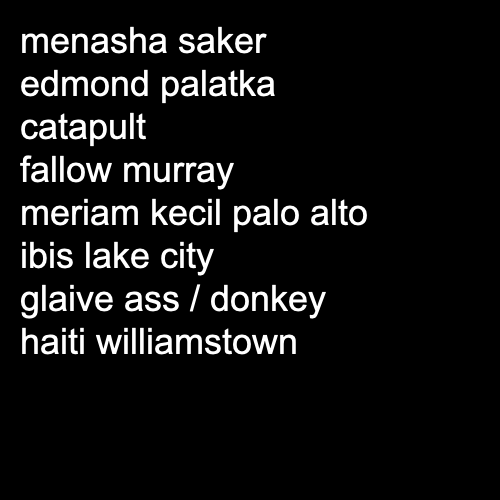 menasha saker
edmond palatka
catapult
fallow murray
meriam kecil palo alto
ibis lake city
glaive ass / donkey
haiti williamstown